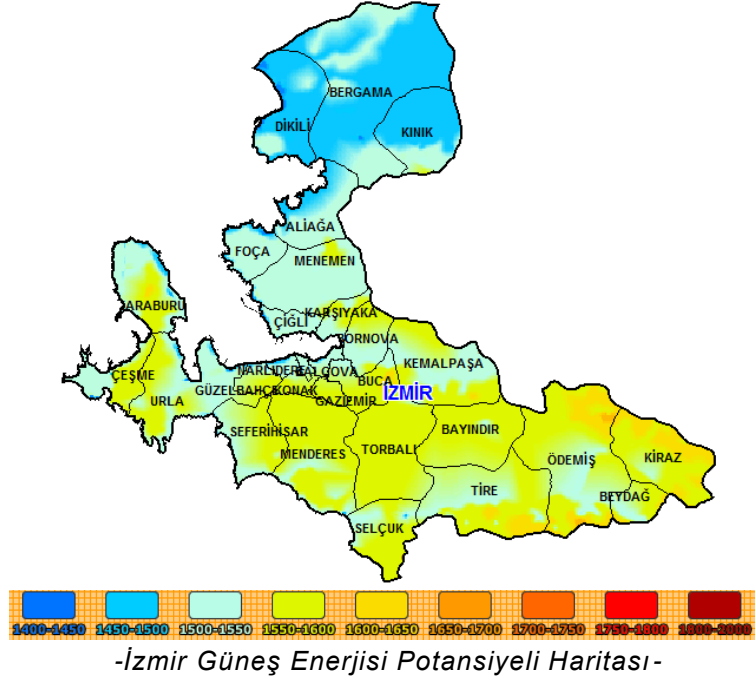 BERGAMA
DİKİLİ
KINIK
ALİAĞA
FOÇA
MENEMEN
ARABURU
KARŞIYAKA
ÇİĞLİ
BORNOVA
KEMALPAŞA
NARLIDERE
BALÇOVA
ÇEŞME
BUCA
GÜZELBAHÇE
KONAK
İZMİR
URLA
GAZİEMİR
SEFERİHİSAR
BAYINDIR
MENDERES
TORBALI
ÖDEMİŞ
KİRAZ
TİRE
BEYDAĞ
SELÇUK
1400-1450 1450-1500 1500-1550 1550-1600 1600-1650 1650-1700 1700-1750 1750-1800 1800-2000
-İzmir Güneş Enerjisi Potansiyeli Haritası-